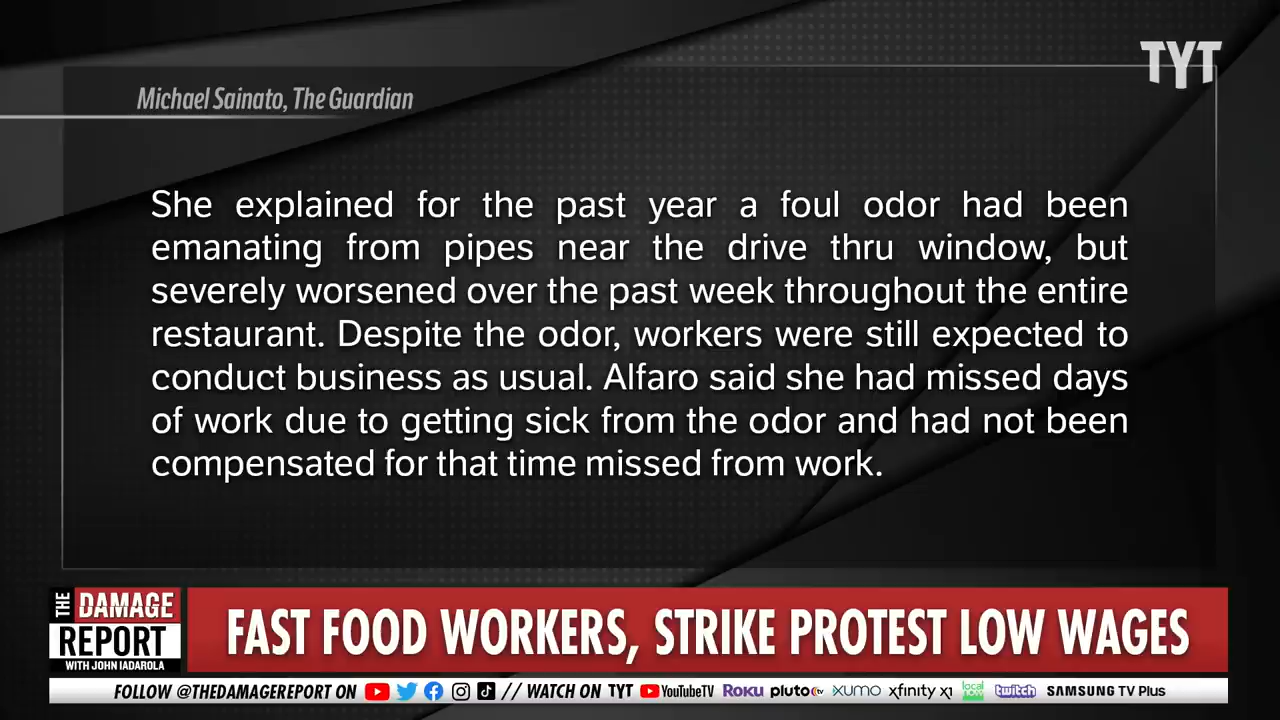 TYT
Michael Sainato, The Guardian
She explained for the past year a foul odor had been
emanating from pipes near the drive thru window, but
severely worsened over the past week throughout the entire
restaurant. Despite the odor, workers were still expected to
conduct business as usual. Alfaro said she had missed days
of work due to getting sick from the odor and had not been
compensated for that time missed from work.
THE DAMAGE
REPORT
WITH JOHN IADAROLA
FAST FOOD WORKERS, STRIKE PROTEST LOW WAGES
FOLLOW @THEDAMAGEREPORT ON // WATCH ON TYT YouTubeTV ROKU pluto tv XUMO xfinity x1 local now twitch SAMSUNG TV Plus